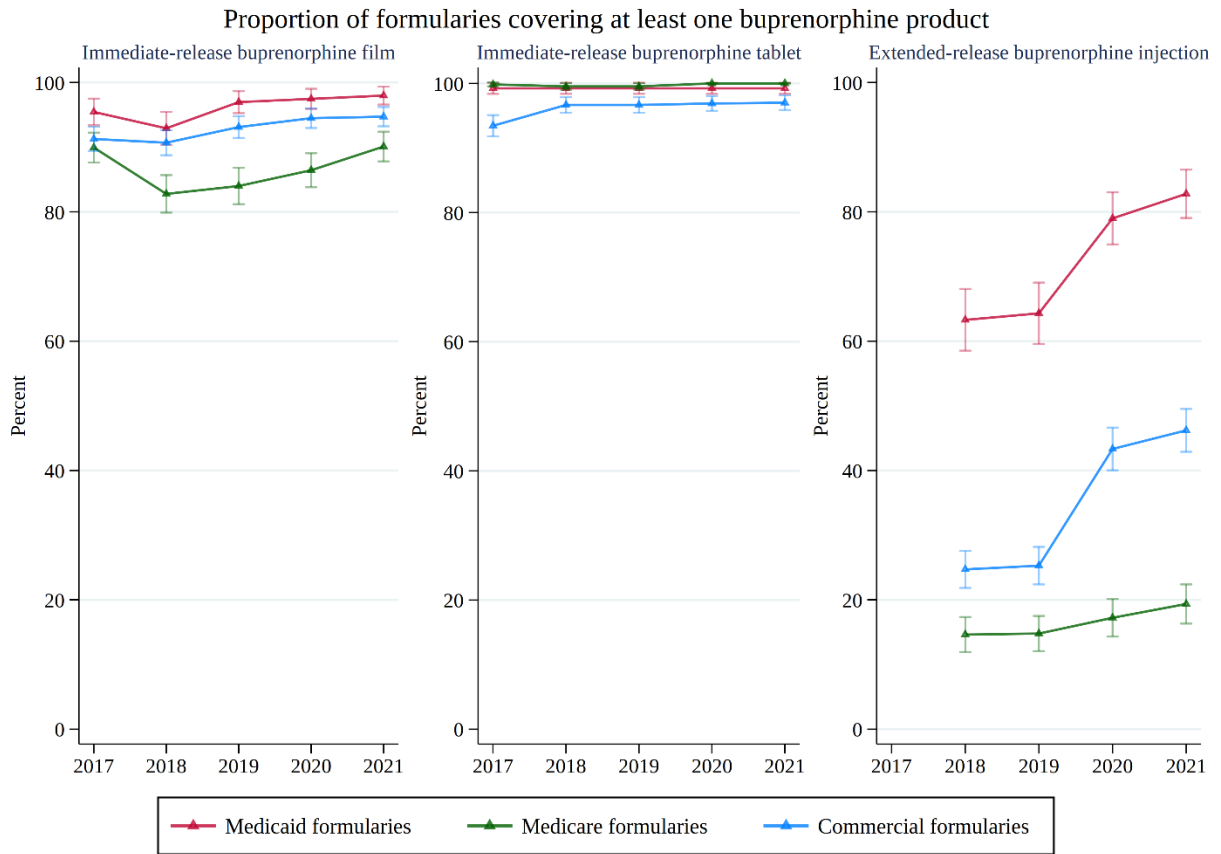 Proportion of formularies covering at least one buprenorphine product
Immediate-release buprenorphine film
Immediate-release buprenorphine tablet
Extended-release buprenorphine injection
Percent
100
80
60
40
20
0
2017 2018 2019 2020 2021
Percent
100
80
60
40
20
0
2017 2018 2019 2020 2021
Percent
100
80
60
40
20
0
2017 2018 2019 2020 2021
Medicaid formularies
Medicare formularies
Commercial formularies